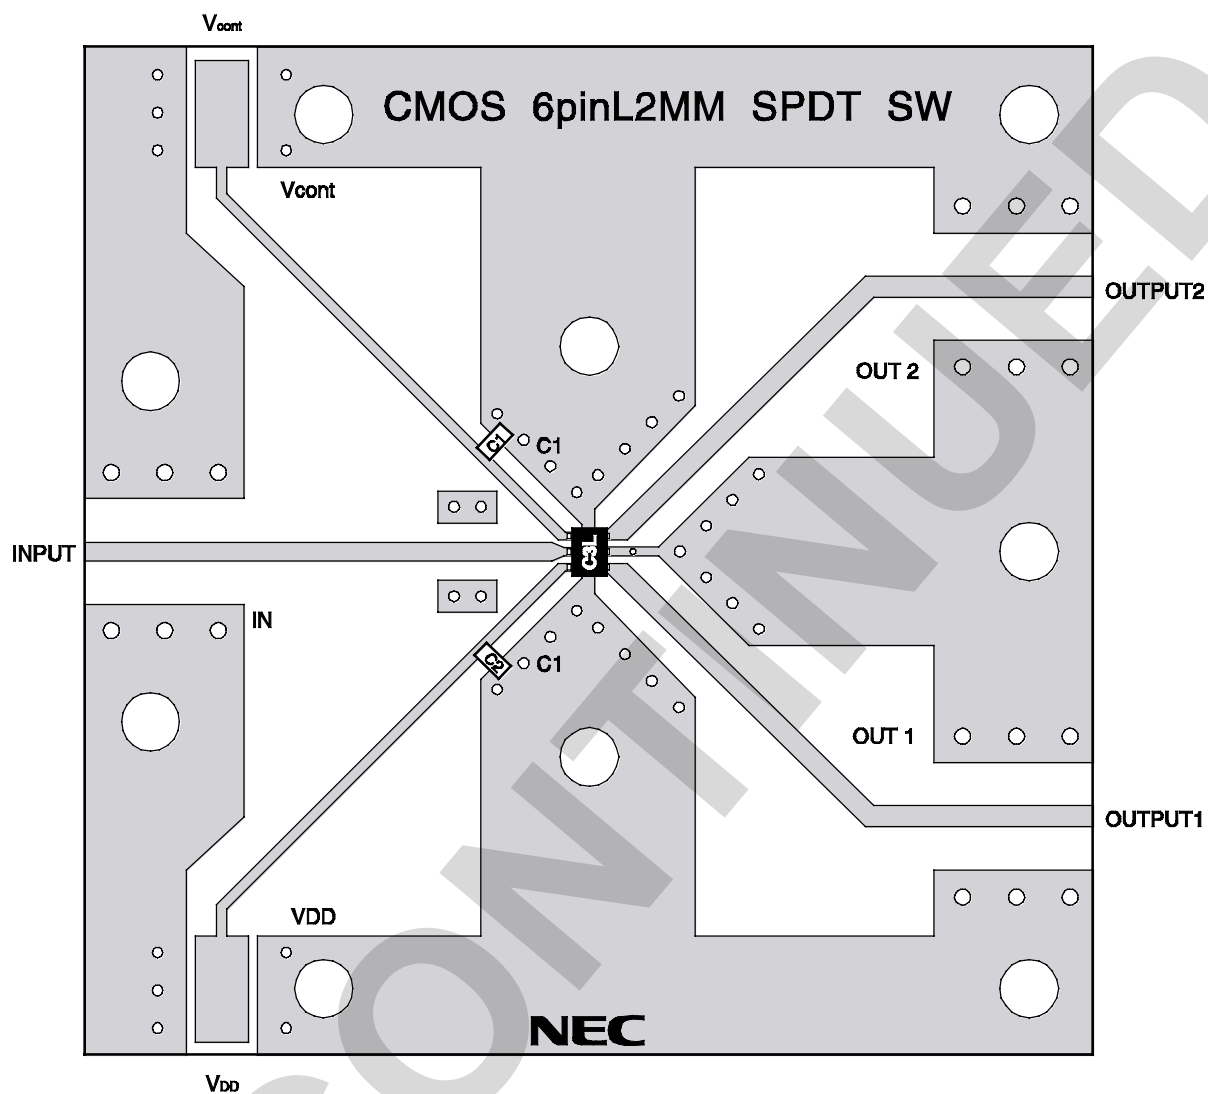 Vcont
CMOS 6pinL2MM SPDT SW
Vcont
OUTPUT2
OUT 2
C1
C1
INPUT
C3L
IN
C2
C1
OUT 1
OUTPUT1
VDD
NEC
VDD
CONTINUED